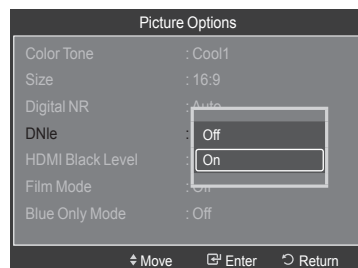 Picture Options
Color Tone : Cool1
Size : 16:9
Digital NR : Auto
DNIe : Off
On
HDMI Black Level :
Film Mode : Off
Blue Only Mode : Off
Move Enter Return